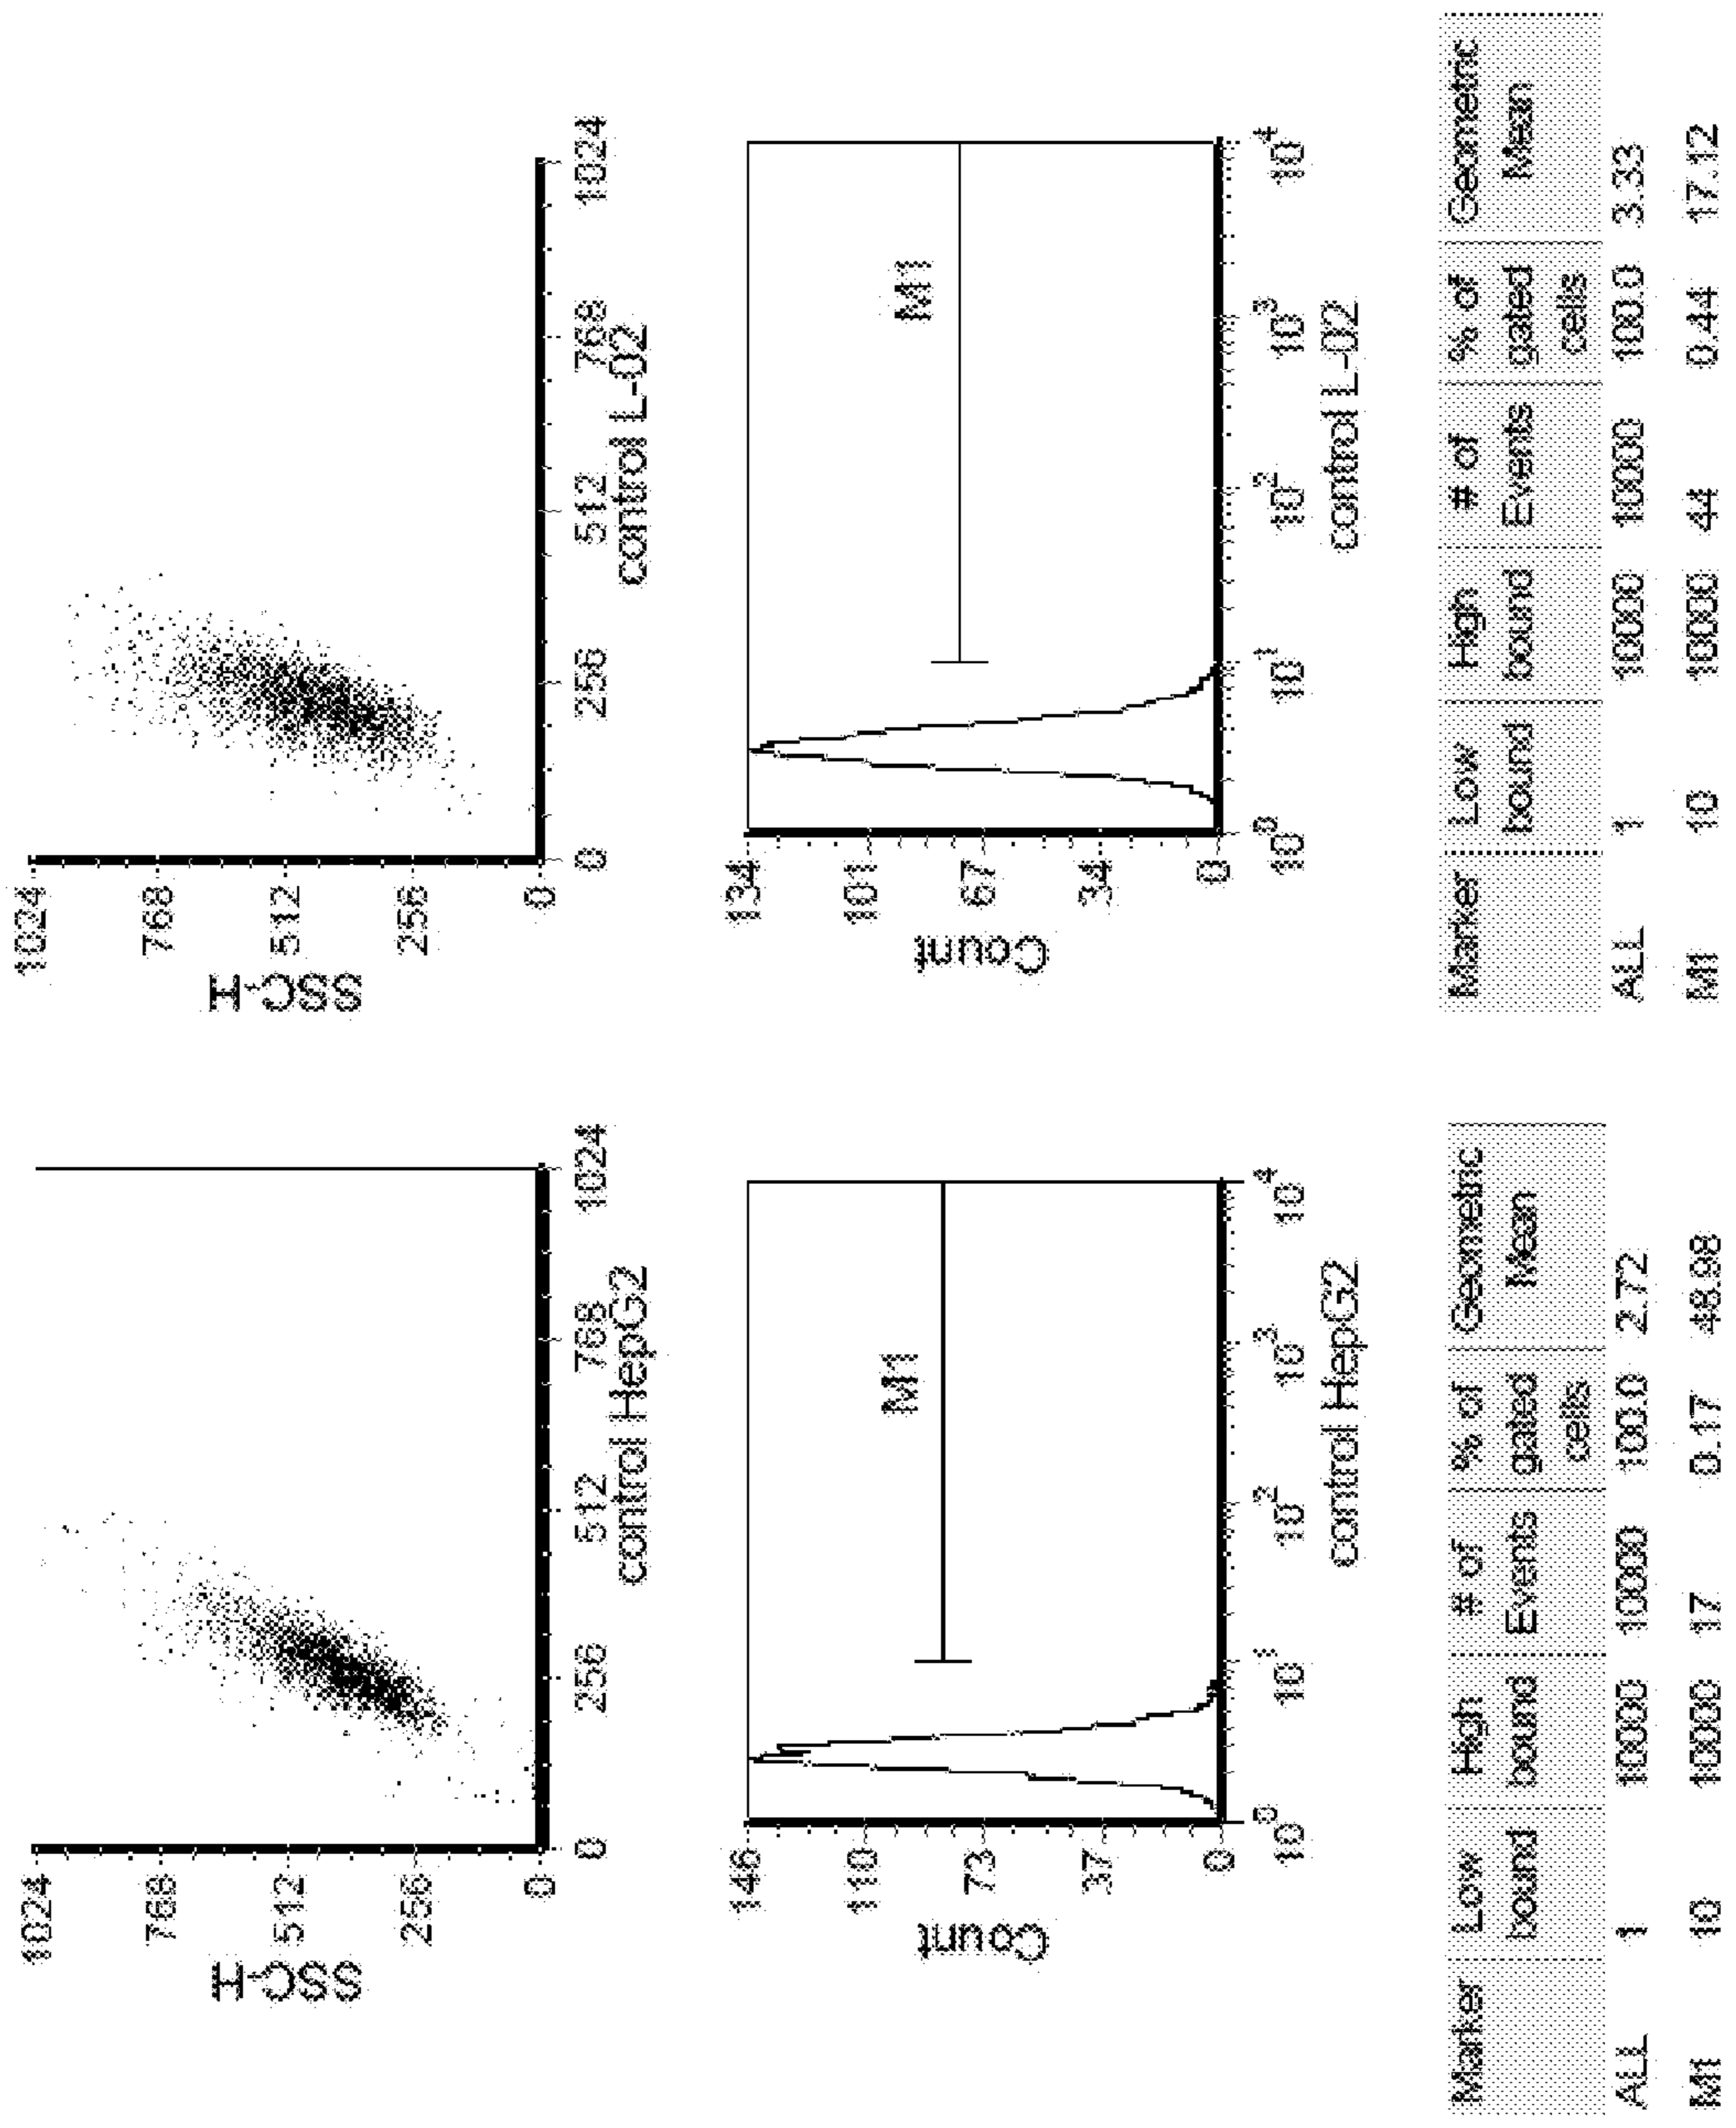 1024
768
512
256
0
SSC-H
0 256 512 768 1024
control HepG2
146
110
73
37
0
Count
M1
10^0 10^1 10^2 10^3 10^4
control HepG2
Marker Low High # of % of Geometric
bound bound Events gated Mean
cells
ALL 1 10000 10000 100.0 2.72
M1 10 10000 17 0.17 48.98
1024
768
512
256
0
SSC-H
0 256 512 768 1024
control L-02
134
101
67
34
0
Count
M1
10^0 10^1 10^2 10^3 10^4
control L-02
Marker Low High # of % of Geometric
bound bound Events gated Mean
cells
ALL 1 10000 10000 100.0 3.33
M1 10 10000 44 0.44 17.12